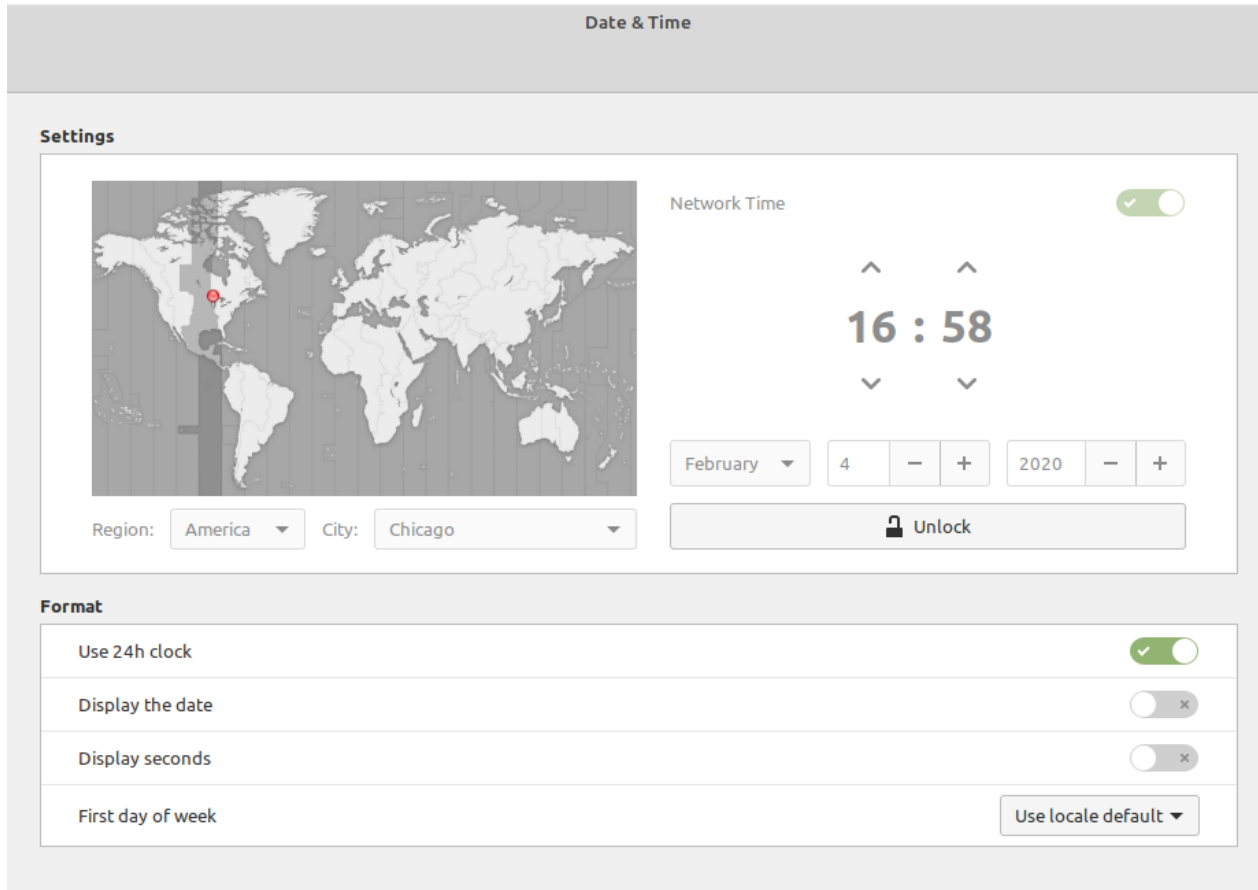 Date & Time
Settings
Network Time
16 : 58
February 4 2020
Region: America City: Chicago
Unlock
Format
Use 24h clock
Display the date
Display seconds
First day of week Use locale default